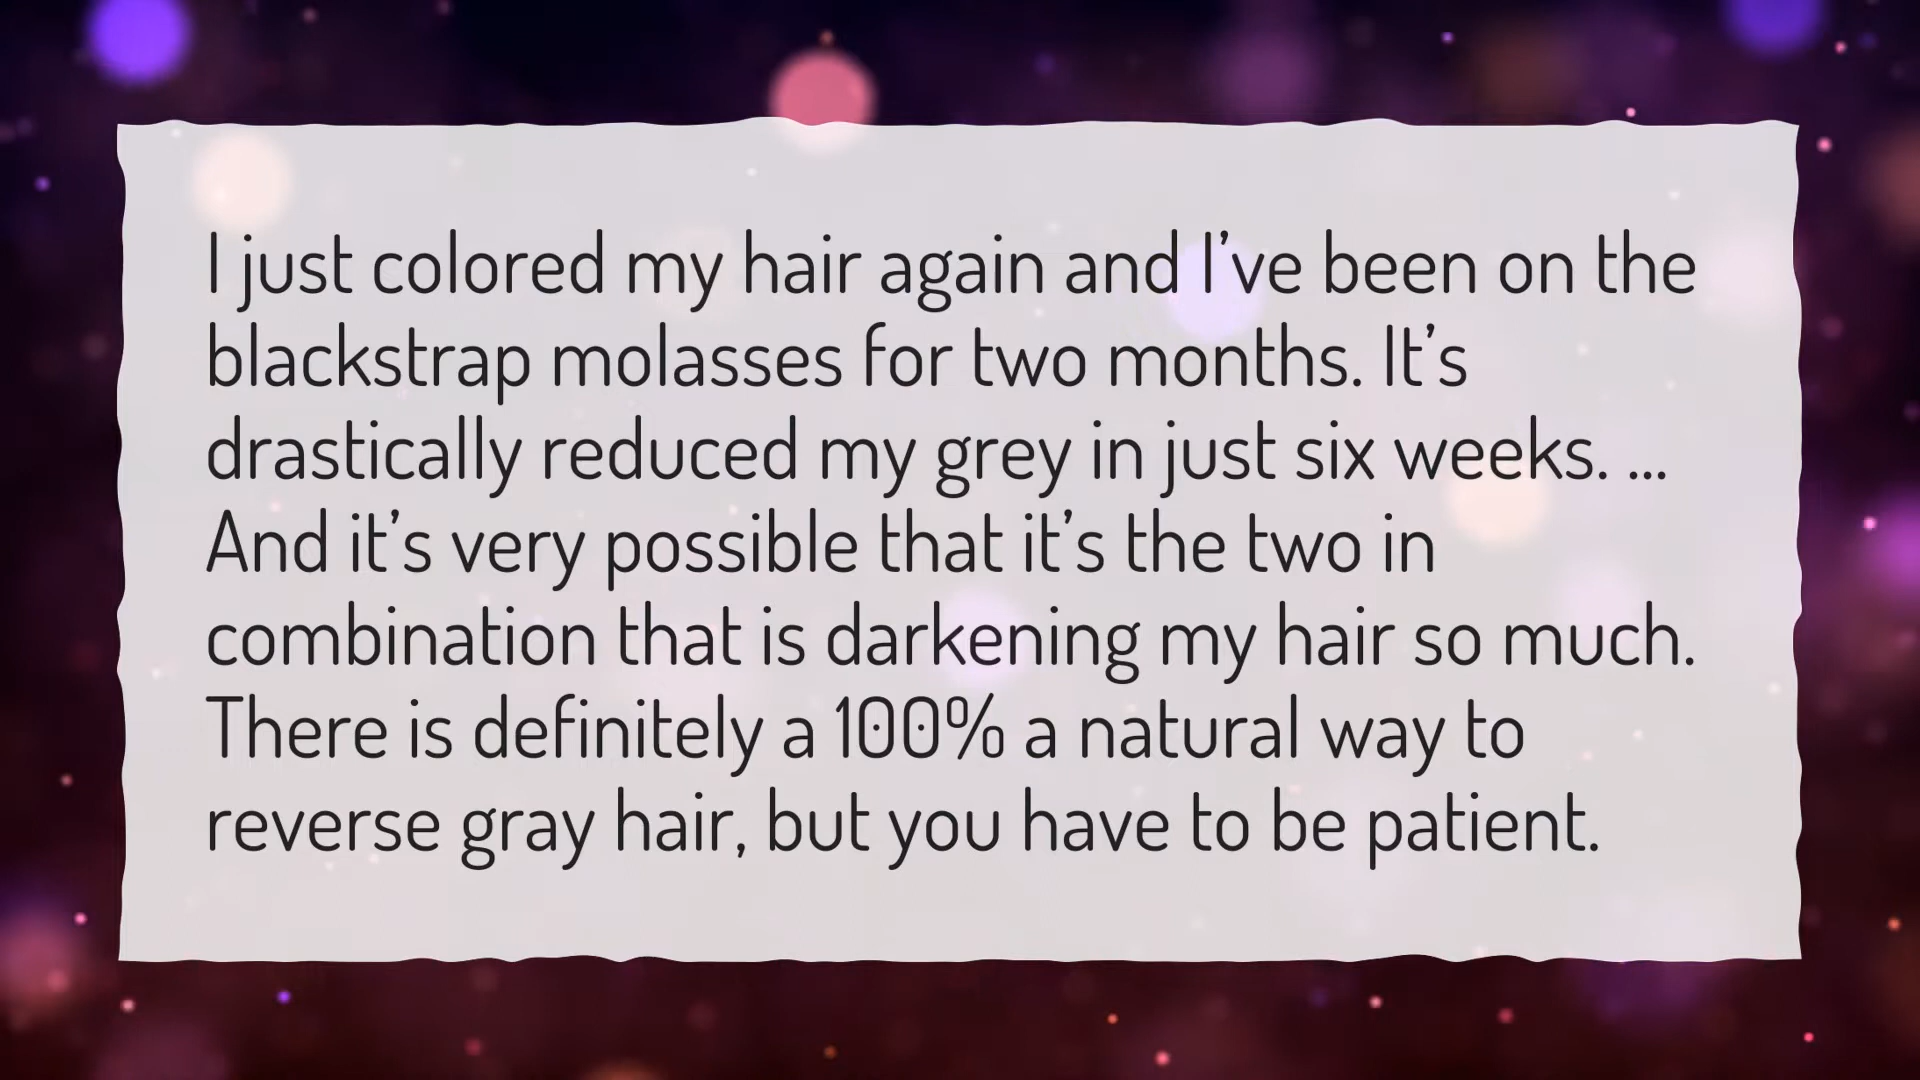 I just colored my hair again and I’ve been on the
blackstrap molasses for two months. It’s
drastically reduced my grey in just six weeks. ...
And it’s very possible that it’s the two in
combination that is darkening my hair so much.
There is definitely a 100% a natural way to
reverse gray hair, but you have to be patient.